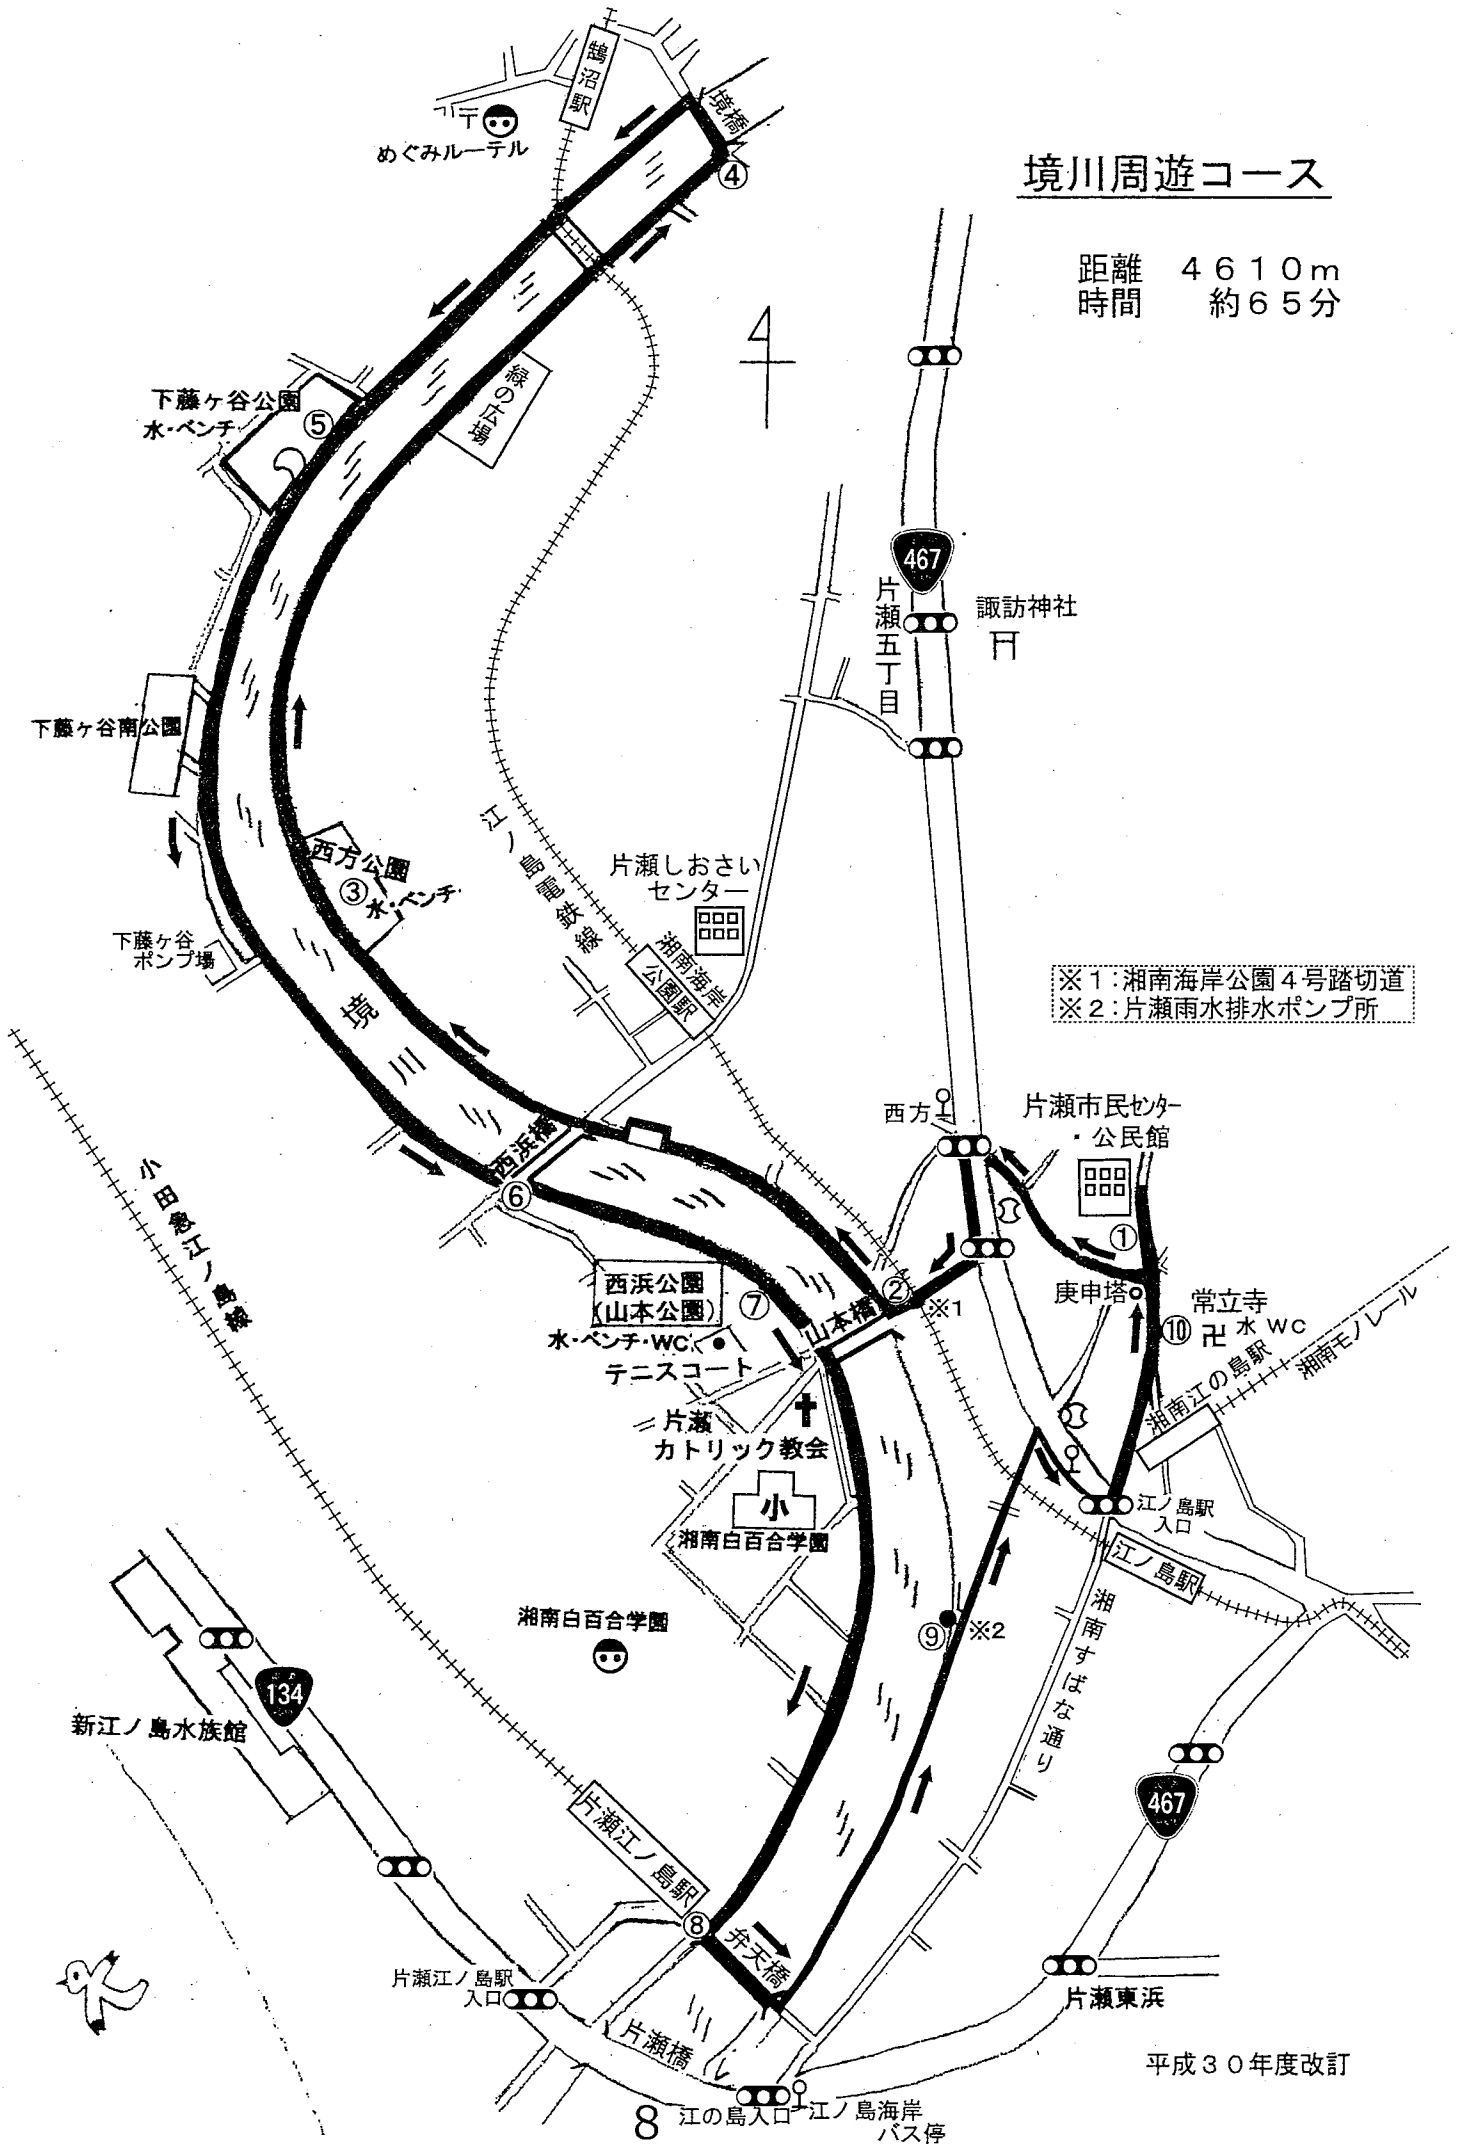 境川周遊コース
距離 ４６１０ｍ
時間 約６５分
鵠沼駅
境橋
めぐみルーテル
④
緑の広場
下藤ヶ谷公園
水・ベンチ
⑤
467
片瀬五丁目
諏訪神社
下藤ヶ谷南公園
江ノ島電鉄線
西方公園
③
水・ベンチ
片瀬しおさい
センター
湘南海岸
公園駅
下藤ヶ谷
ポンプ場
境川
※１：湘南海岸公園４号踏切道
※２：片瀬雨水排水ポンプ所
西方
片瀬市民センター
・公民館
①
小田急江ノ島線
西浜橋
⑥
西浜公園
(山本公園)
⑦
水・ベンチ・WC
テニスコート
②
山本橋
※1
庚申塔
常立寺
⑩
卍
水 WC
湘南江の島駅
湘南モノレール
片瀬
カトリック教会
小
湘南白百合学園
江ノ島駅
入口
江ノ島駅
湘南すばな通り
湘南白百合学園
⑨
※2
134
新江ノ島水族館
467
片瀬江ノ島駅
⑧
弁天橋
片瀬江ノ島駅
入口
片瀬橋
片瀬東浜
平成３０年度改訂
8
江の島入口
江ノ島海岸
バス停